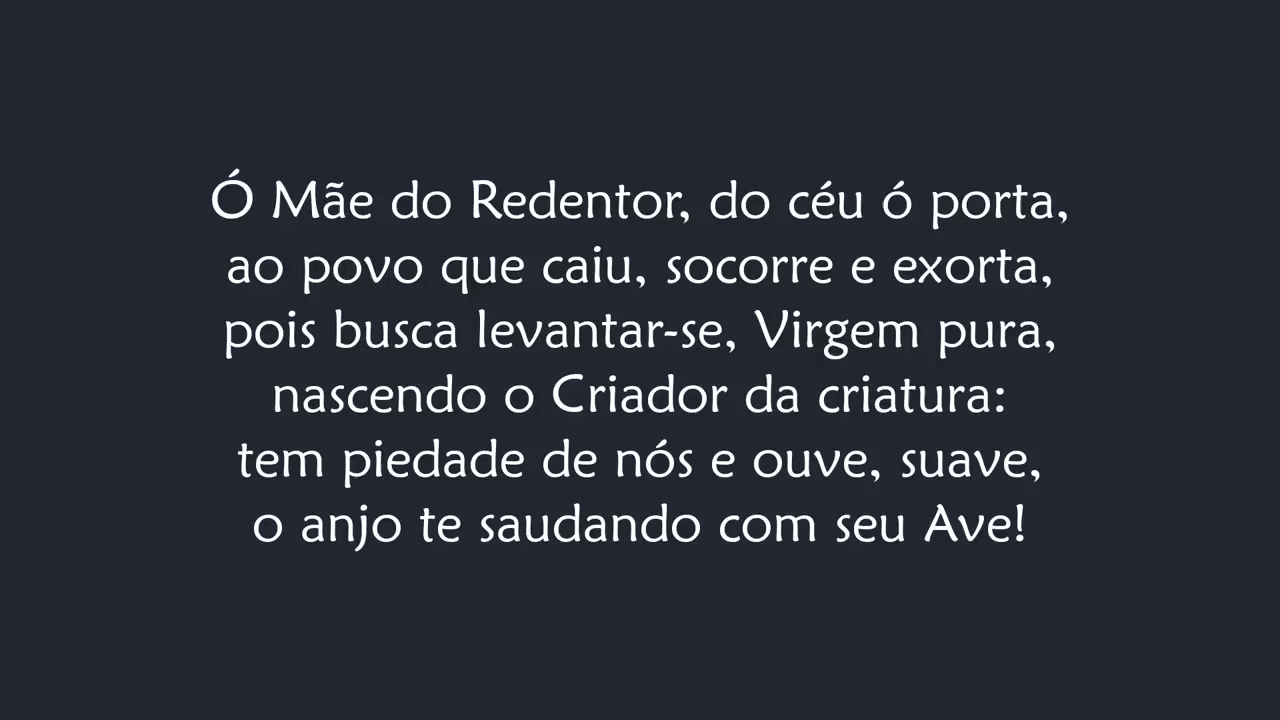 Ó Mãe do Redentor, do céu ó porta,
ao povo que caiu, socorre e exorta,
pois busca levantar-se, Virgem pura,
nascendo o Criador da criatura:
tem piedade de nós e ouve, suave,
o anjo te saudando com seu Ave!